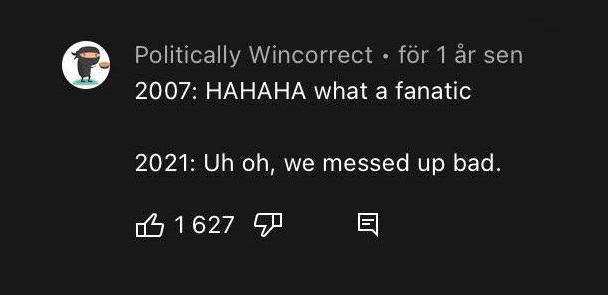 Politically Wincorrect • för 1 år sen
2007: HAHAHA what a fanatic
2021: Uh oh, we messed up bad.
1 627